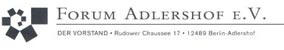 FORUM ADLERSHOF E.V.
DER VORSTAND • Rudower Chaussee 17 • 12489 Berlin-Adlershof